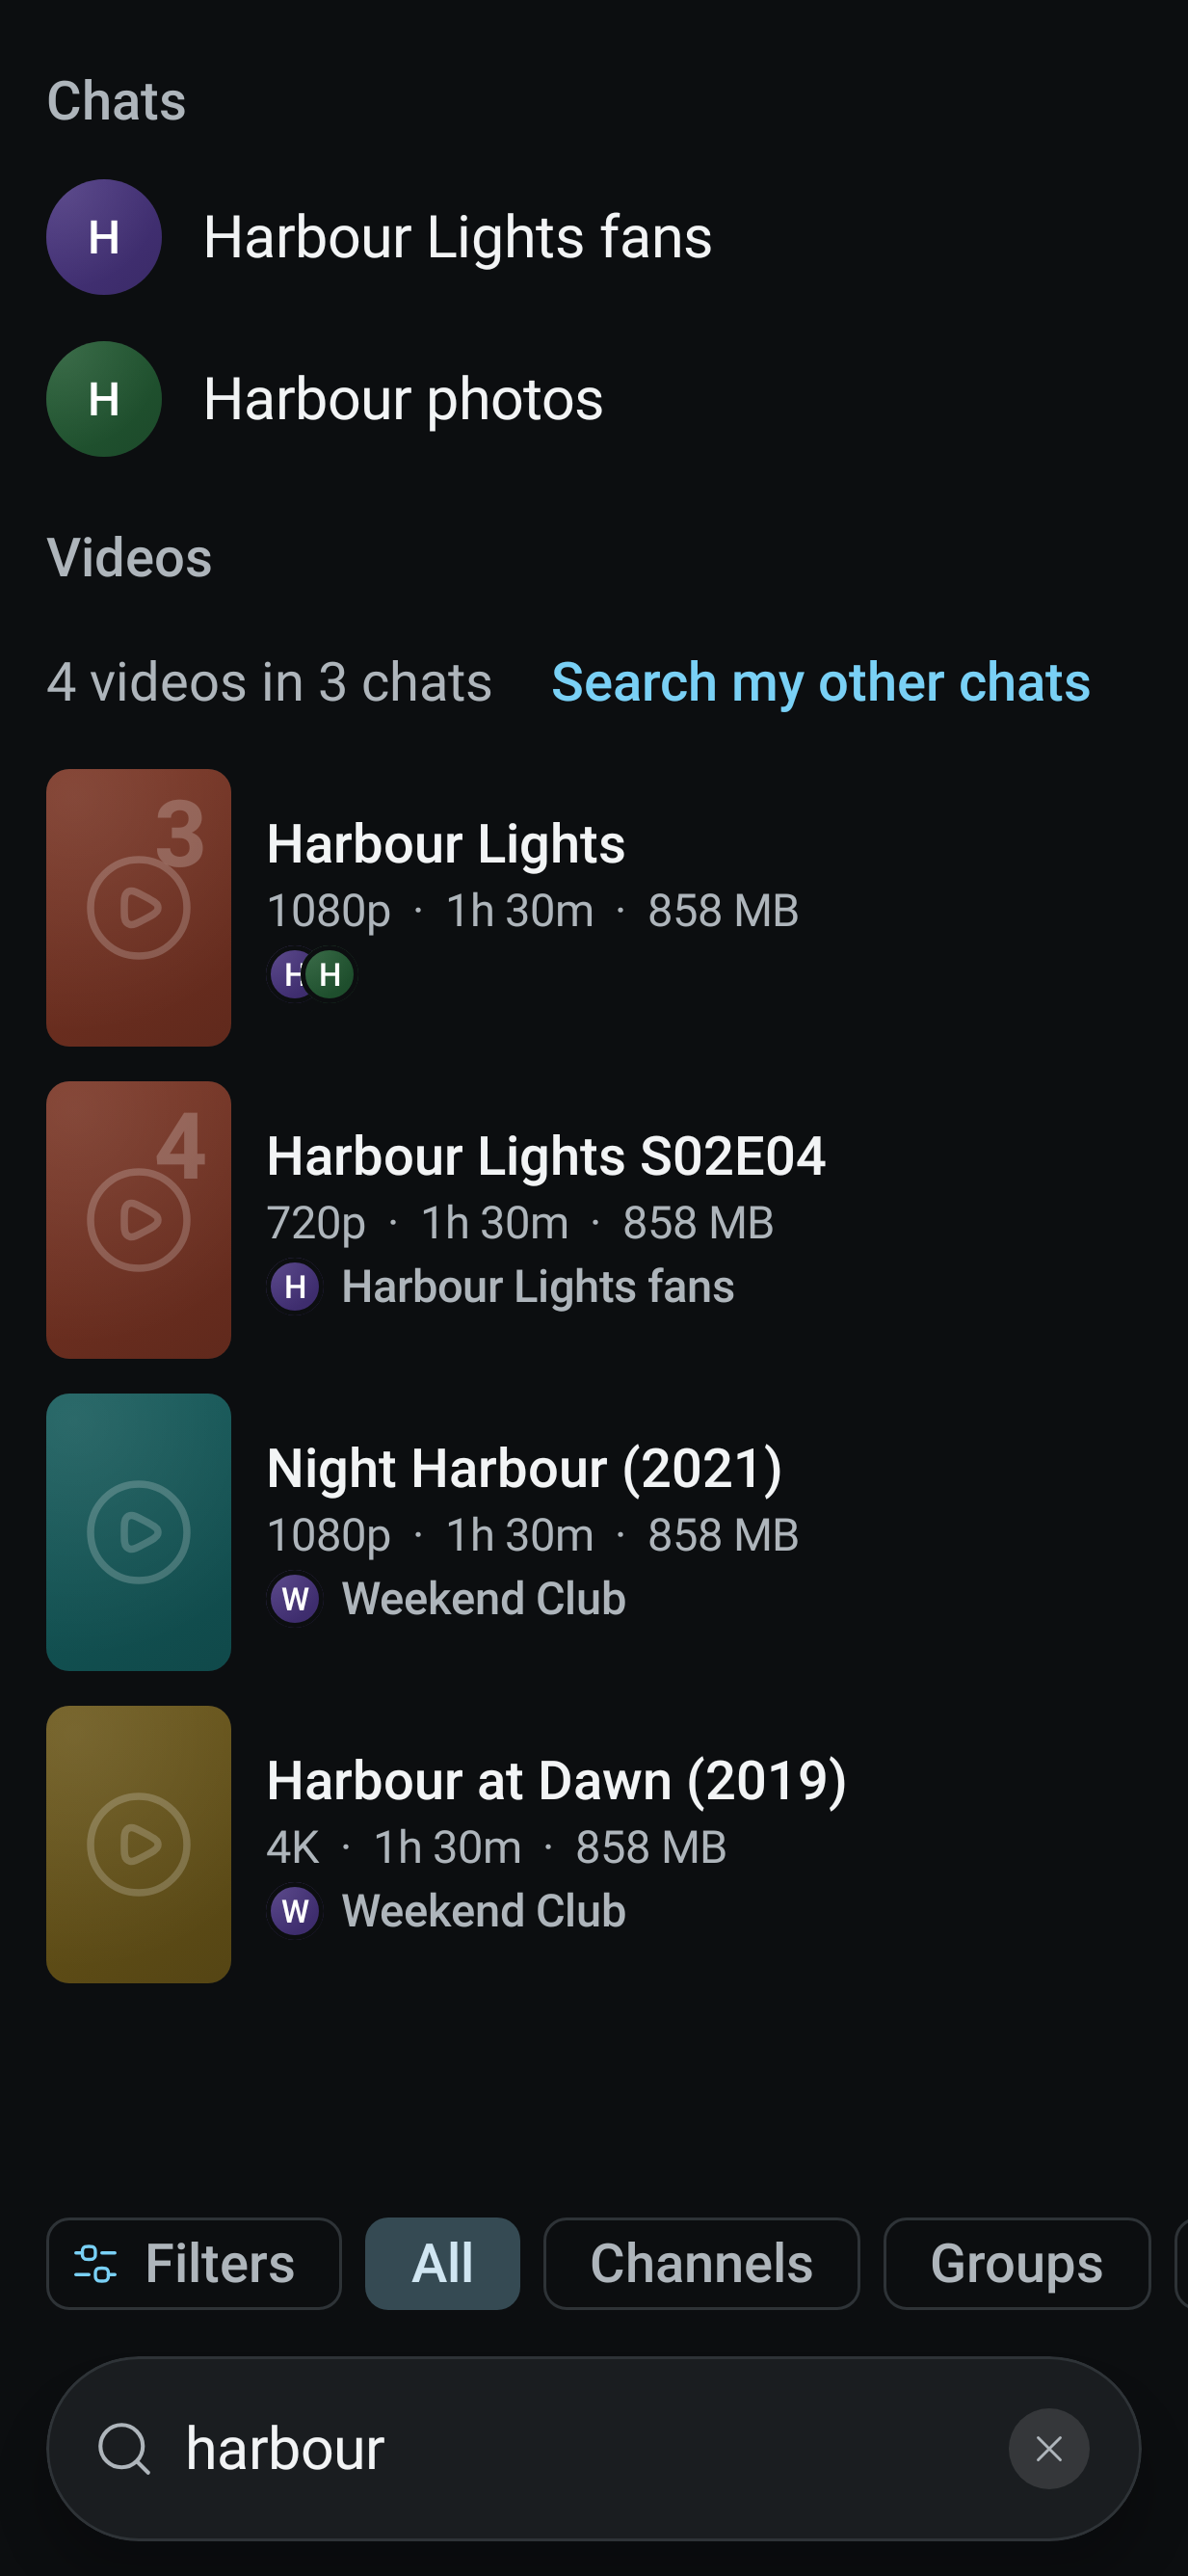 Chats
H Harbour Lights fans
H Harbour photos
Videos
4 videos in 3 chats Search my other chats
3
Harbour Lights
1080p · 1h 30m · 858 MB
H H
4
Harbour Lights S02E04
720p · 1h 30m · 858 MB
H Harbour Lights fans
Night Harbour (2021)
1080p · 1h 30m · 858 MB
W Weekend Club
Harbour at Dawn (2019)
4K · 1h 30m · 858 MB
W Weekend Club
Filters All Channels Groups
harbour